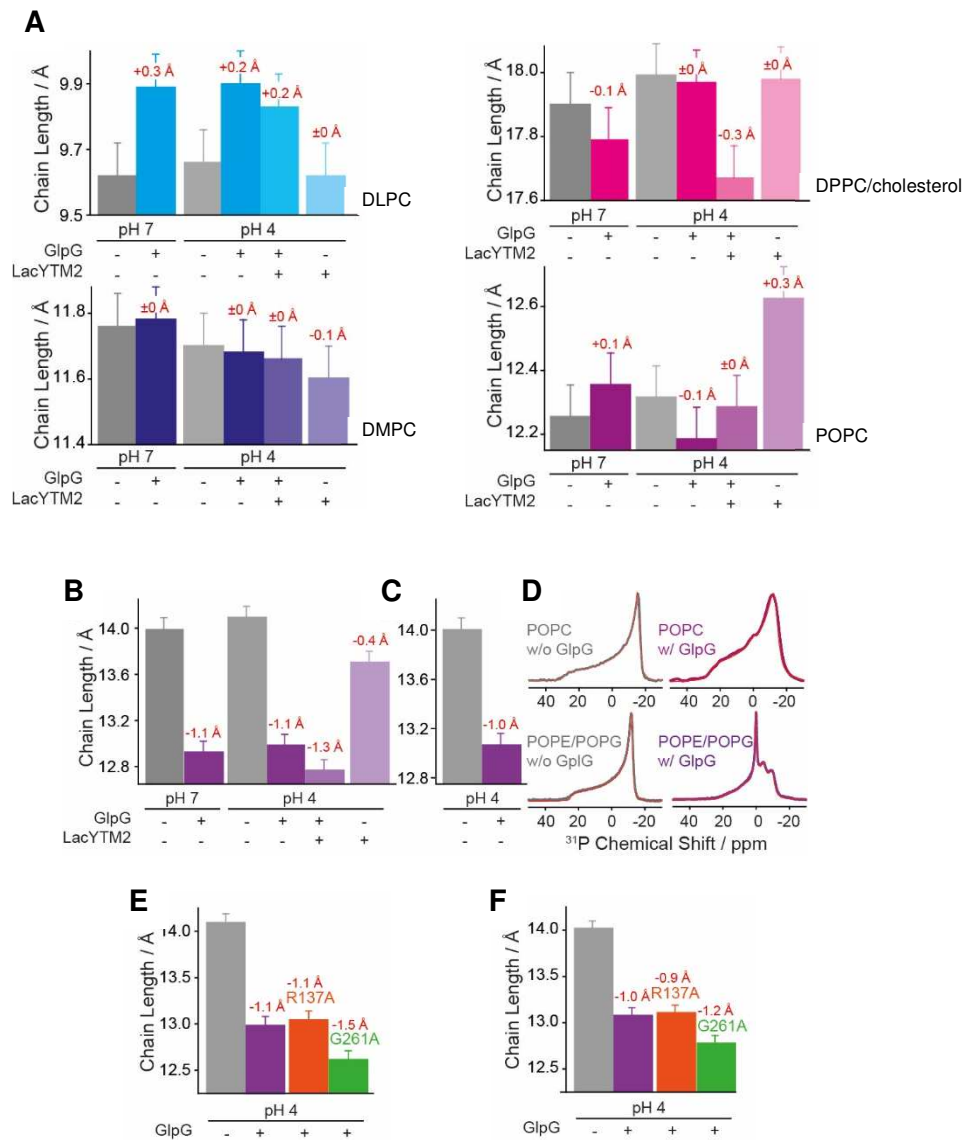 A
Chain Length / Å
9.9
9.7
9.5
+0.3 Å
+0.2 Å
+0.2 Å
±0 Å
DLPC
pH 7
pH 4
GlpG
- + - + + -
LacYTM2
- - - - + +
Chain Length / Å
18.0
17.8
17.6
-0.1 Å
±0 Å
-0.3 Å
±0 Å
DPPC/cholesterol
pH 7
pH 4
GlpG
- + - + + -
LacYTM2
- - - - + +
Chain Length / Å
11.8
11.6
11.4
±0 Å
±0 Å
±0 Å
-0.1 Å
DMPC
pH 7
pH 4
GlpG
- + - + + -
LacYTM2
- - - - + +
Chain Length / Å
12.6
12.4
12.2
+0.1 Å
-0.1 Å
±0 Å
+0.3 Å
POPC
pH 7
pH 4
GlpG
- + - + + -
LacYTM2
- - - - + +
B
Chain Length / Å
14.0
13.6
13.2
12.8
-1.1 Å
-1.1 Å
-1.3 Å
-0.4 Å
pH 7
pH 4
GlpG
- + - + + -
LacYTM2
- - - - + +
C
14.0
13.6
13.2
12.8
-1.0 Å
pH 4
- +
- -
D
POPC
w/o GlpG
40 20 0 -20
POPC
w/ GlpG
40 20 0 -20
POPE/POPG
w/o GplG
40 20 0 -20
POPE/POPG
w/ GlpG
40 20 0 -20
31P Chemical Shift / ppm
E
Chain Length / Å
14.0
13.5
13.0
12.5
-1.1 Å
-1.1 Å
R137A
-1.5 Å
G261A
pH 4
GlpG
- + + +
F
Chain Length / Å
14.0
13.5
13.0
12.5
-1.0 Å
-0.9 Å
R137A
-1.2 Å
G261A
pH 4
GlpG
- + + +